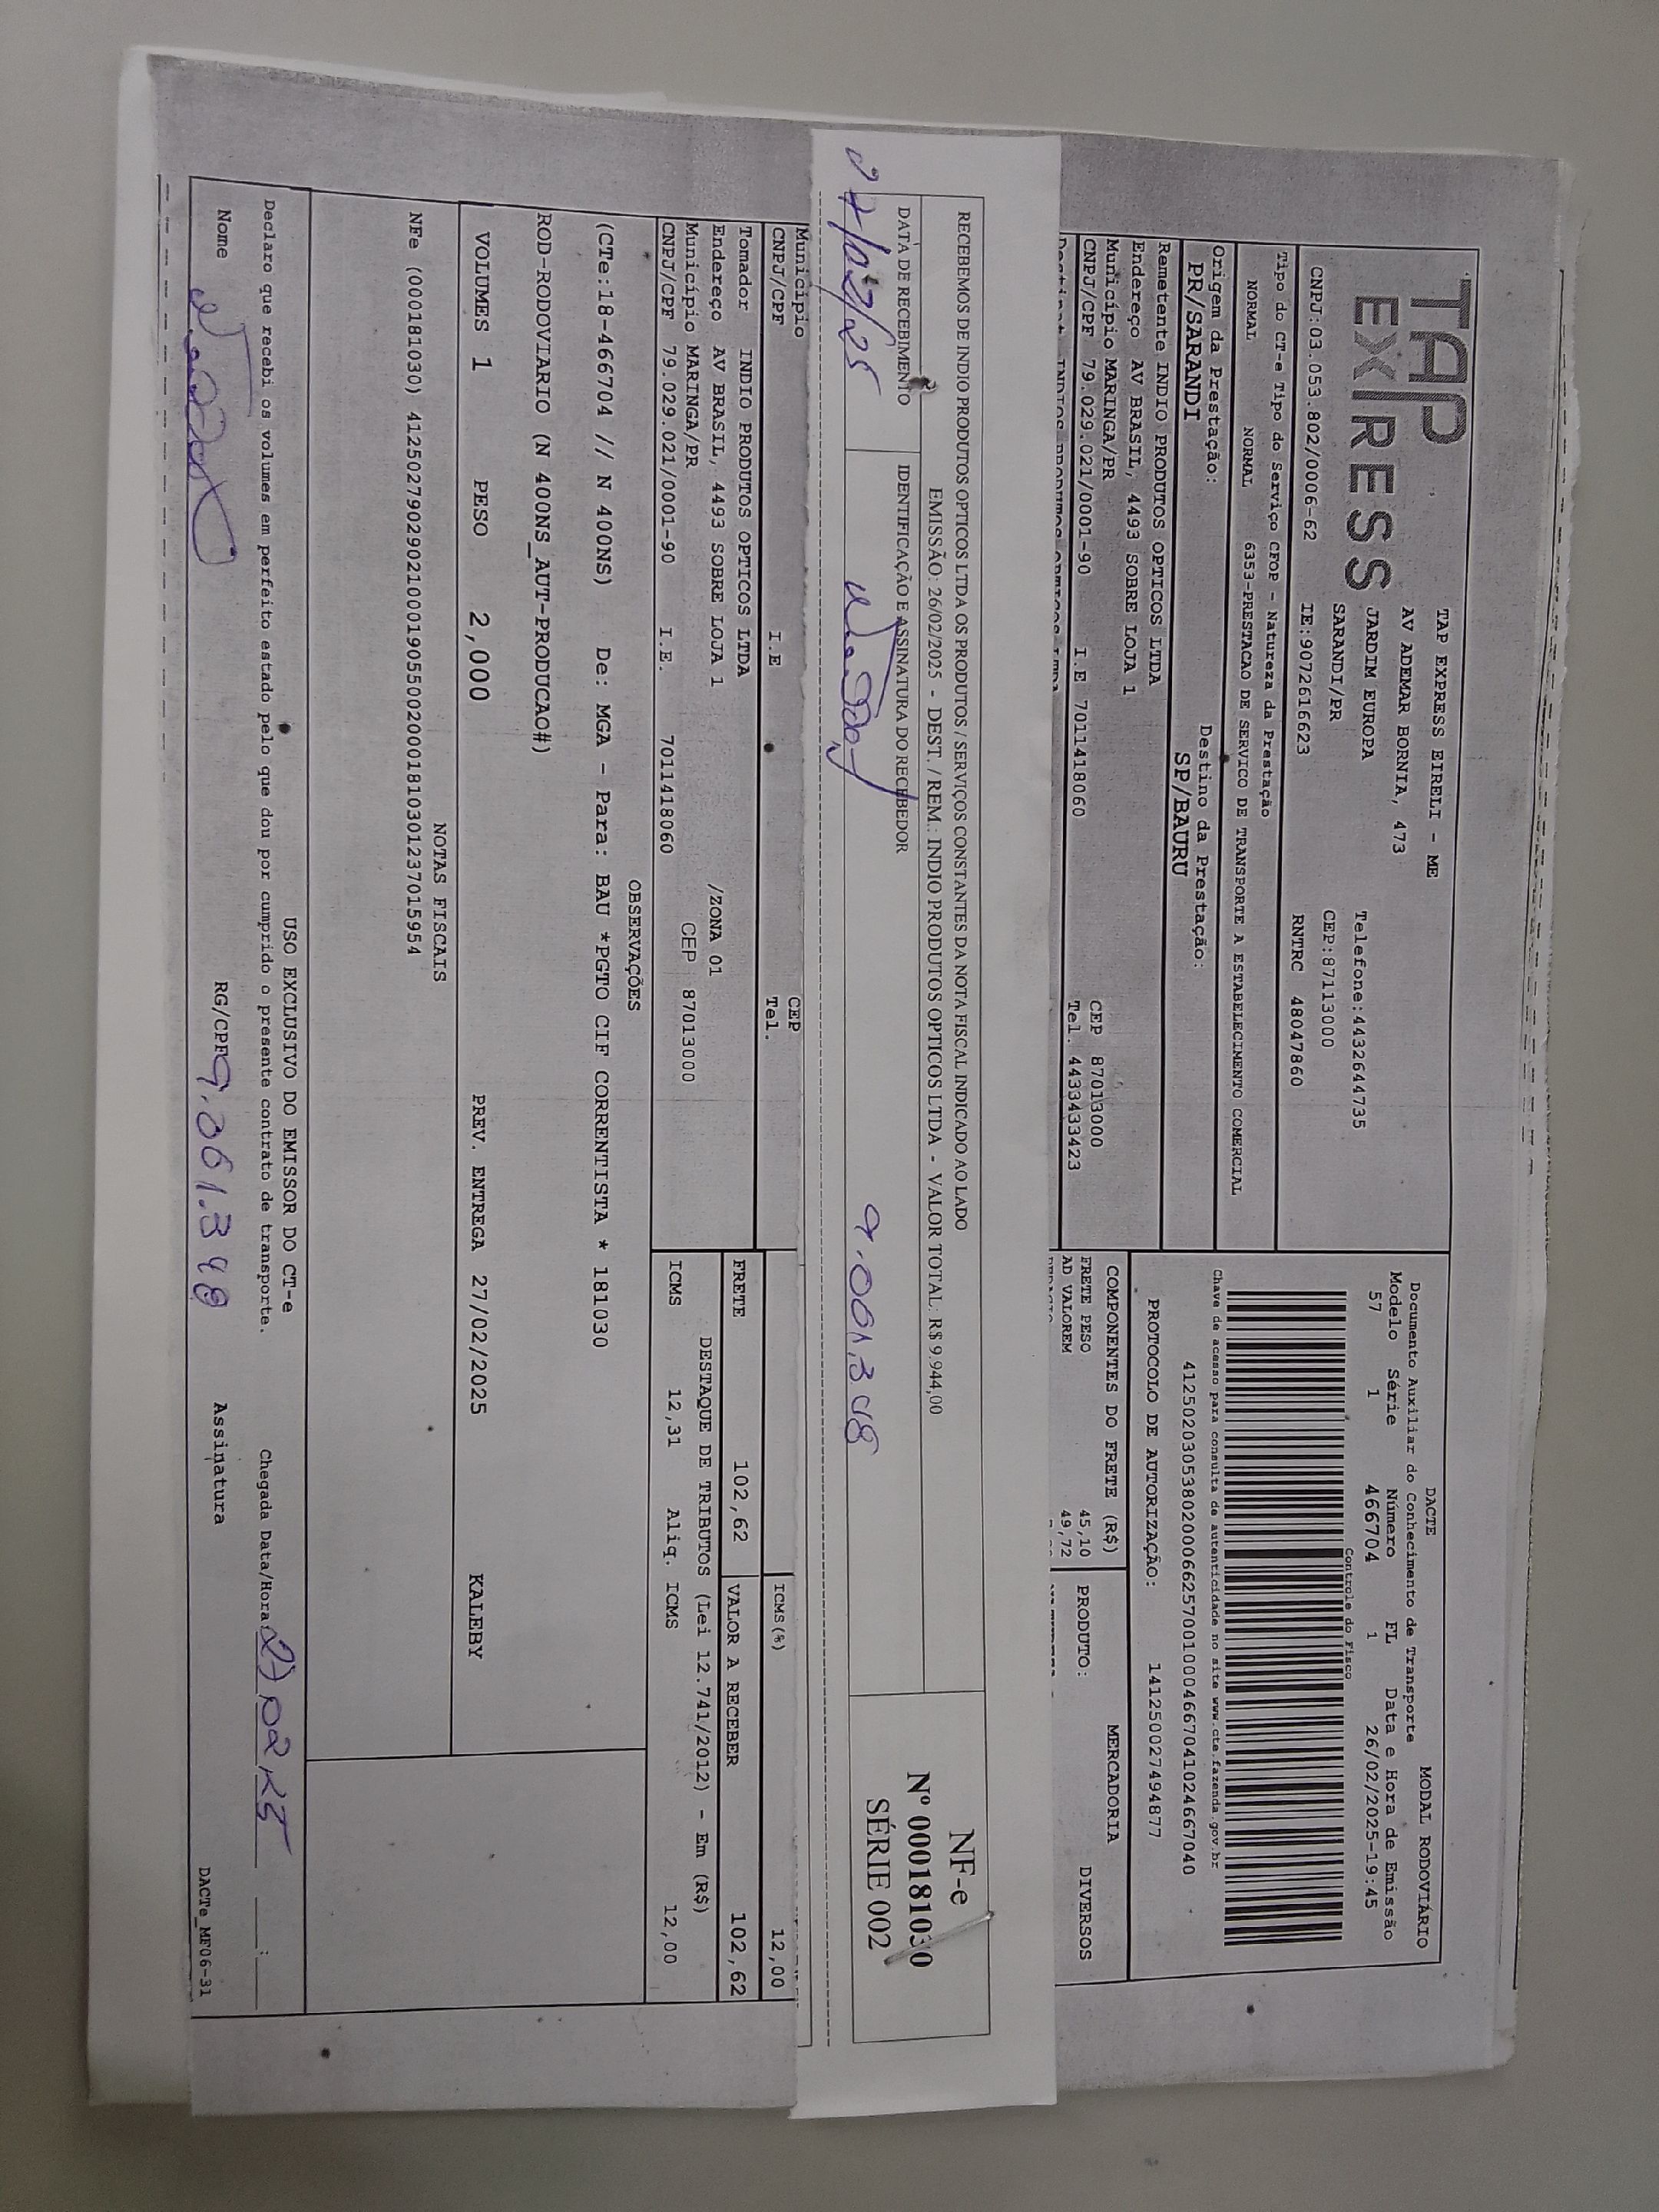 TAP
EXPRESS
TAP EXPRESS EIRELI - ME
AV ADEMAR BORNIA, 473
JARDIM EUROPA
Telefone:4432644735
SARANDI/PR
CEP:87113000
CNPJ:03.053.802/0006-62
IE:9072616623
RNTRC 48047860
DACTE
MODAL RODOVIÁRIO
Documento Auxiliar do Conhecimento de Transporte
Modelo Série Número FL Data e Hora de Emissão
57 1 466704 1 26/02/2025-19:45
Controle do Fisco
Chave de acesso para consulta de autenticidade no site www.cte.fazenda.gov.br
41250203053802000662570010004667041024667040
PROTOCOLO DE AUTORIZAÇÃO: 141250027494877
Tipo do CT-e Tipo do Serviço CFOP - Natureza da Prestação
NORMAL NORMAL 6353-PRESTACAO DE SERVICO DE TRANSPORTE A ESTABELECIMENTO COMERCIAL
Origem da Prestação: Destino da Prestação:
PR/SARANDI SP/BAURU
Remetente INDIO PRODUTOS OPTICOS LTDA
Endereço AV BRASIL, 4493 SOBRE LOJA 1
Município MARINGA/PR CEP 87013000
CNPJ/CPF 79.029.021/0001-90 I.E 7011418060 Tel. 443343​3423
COMPONENTES DO FRETE (R$) MERCADORIA
FRETE PESO 45,10 PRODUTO: DIVERSOS
AD VALOREM 49,72
RECEBEMOS DE INDIO PRODUTOS OPTICOS LTDA OS PRODUTOS / SERVIÇOS CONSTANTES DA NOTA FISCAL INDICADO AO LADO
EMISSÃO: 26/02/2025 - DEST. / REM.: INDIO PRODUTOS OPTICOS LTDA - VALOR TOTAL: R$ 9.944,00
DATA DE RECEBIMENTO IDENTIFICAÇÃO E ASSINATURA DO RECEBEDOR
27/02/25 9.001.348
NF-e
Nº 000181030
SÉRIE 002
Município CEP
CNPJ/CPF I.E Tel.
ICMS(%) 12,00
Tomador INDIO PRODUTOS OPTICOS LTDA
Endereço AV BRASIL, 4493 SOBRE LOJA 1 /ZONA 01
Município MARINGA/PR CEP 87013000
CNPJ/CPF 79.029.021/0001-90 I.E. 7011418060
FRETE 102,62 VALOR A RECEBER 102,62
DESTAQUE DE TRIBUTOS (Lei 12.741/2012) - Em (R$)
ICMS 12,31 Aliq. ICMS 12,00
OBSERVAÇÕES
(CTe:18-466704 // N 400NS) De: MGA - Para: BAU *PGTO CIF CORRENTISTA * 181030
ROD-RODOVIARIO (N 400NS_AUT-PRODUCAO#)
VOLUMES 1 PESO 2,000 PREV. ENTREGA 27/02/2025 KALEBY
NOTAS FISCAIS
NFe (000181030) 41250279029021000190550020001810301237015954
USO EXCLUSIVO DO EMISSOR DO CT-e
Declaro que recebi os volumes em perfeito estado pelo que dou por cumprido o presente contrato de transporte.
Chegada Data/Hora: 27 02 25 :
Nome RG/CPF 9.061.348 Assinatura
DACTe_MF06-31